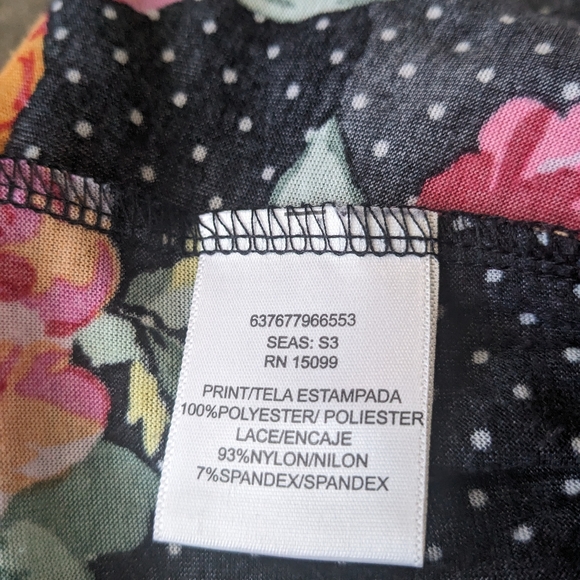 637677966553
SEAS: S3
RN 15099
PRINT/TELA ESTAMPADA
100%POLYESTER/ POLIESTER
LACE/ENCAJE
93%NYLON/NILON
7%SPANDEX/SPANDEX